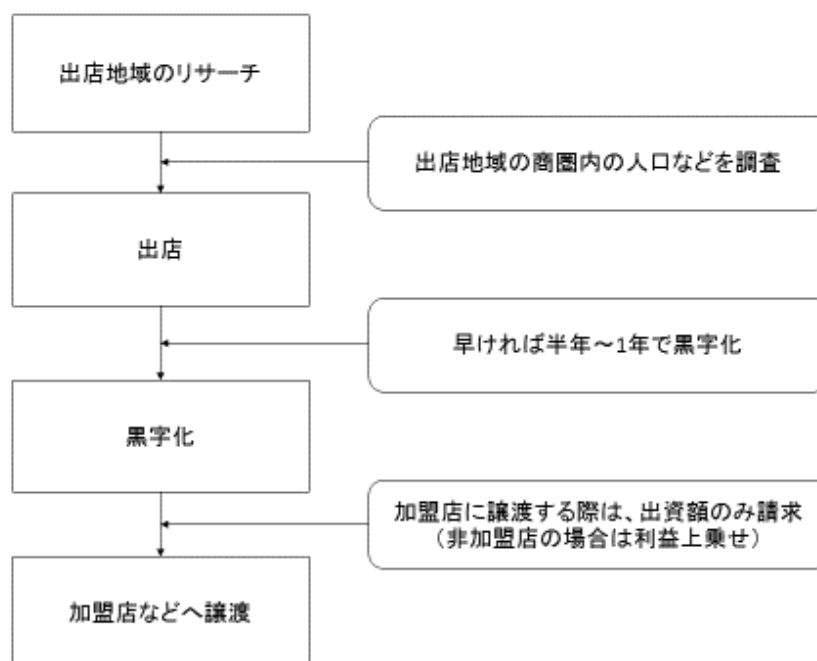 出店地域のリサーチ
出店地域の商圏内の人口などを調査
出店
早ければ半年～1年で黒字化
黒字化
加盟店に譲渡する際は、出資額のみ請求
（非加盟店の場合は利益上乗せ）
加盟店などへ譲渡